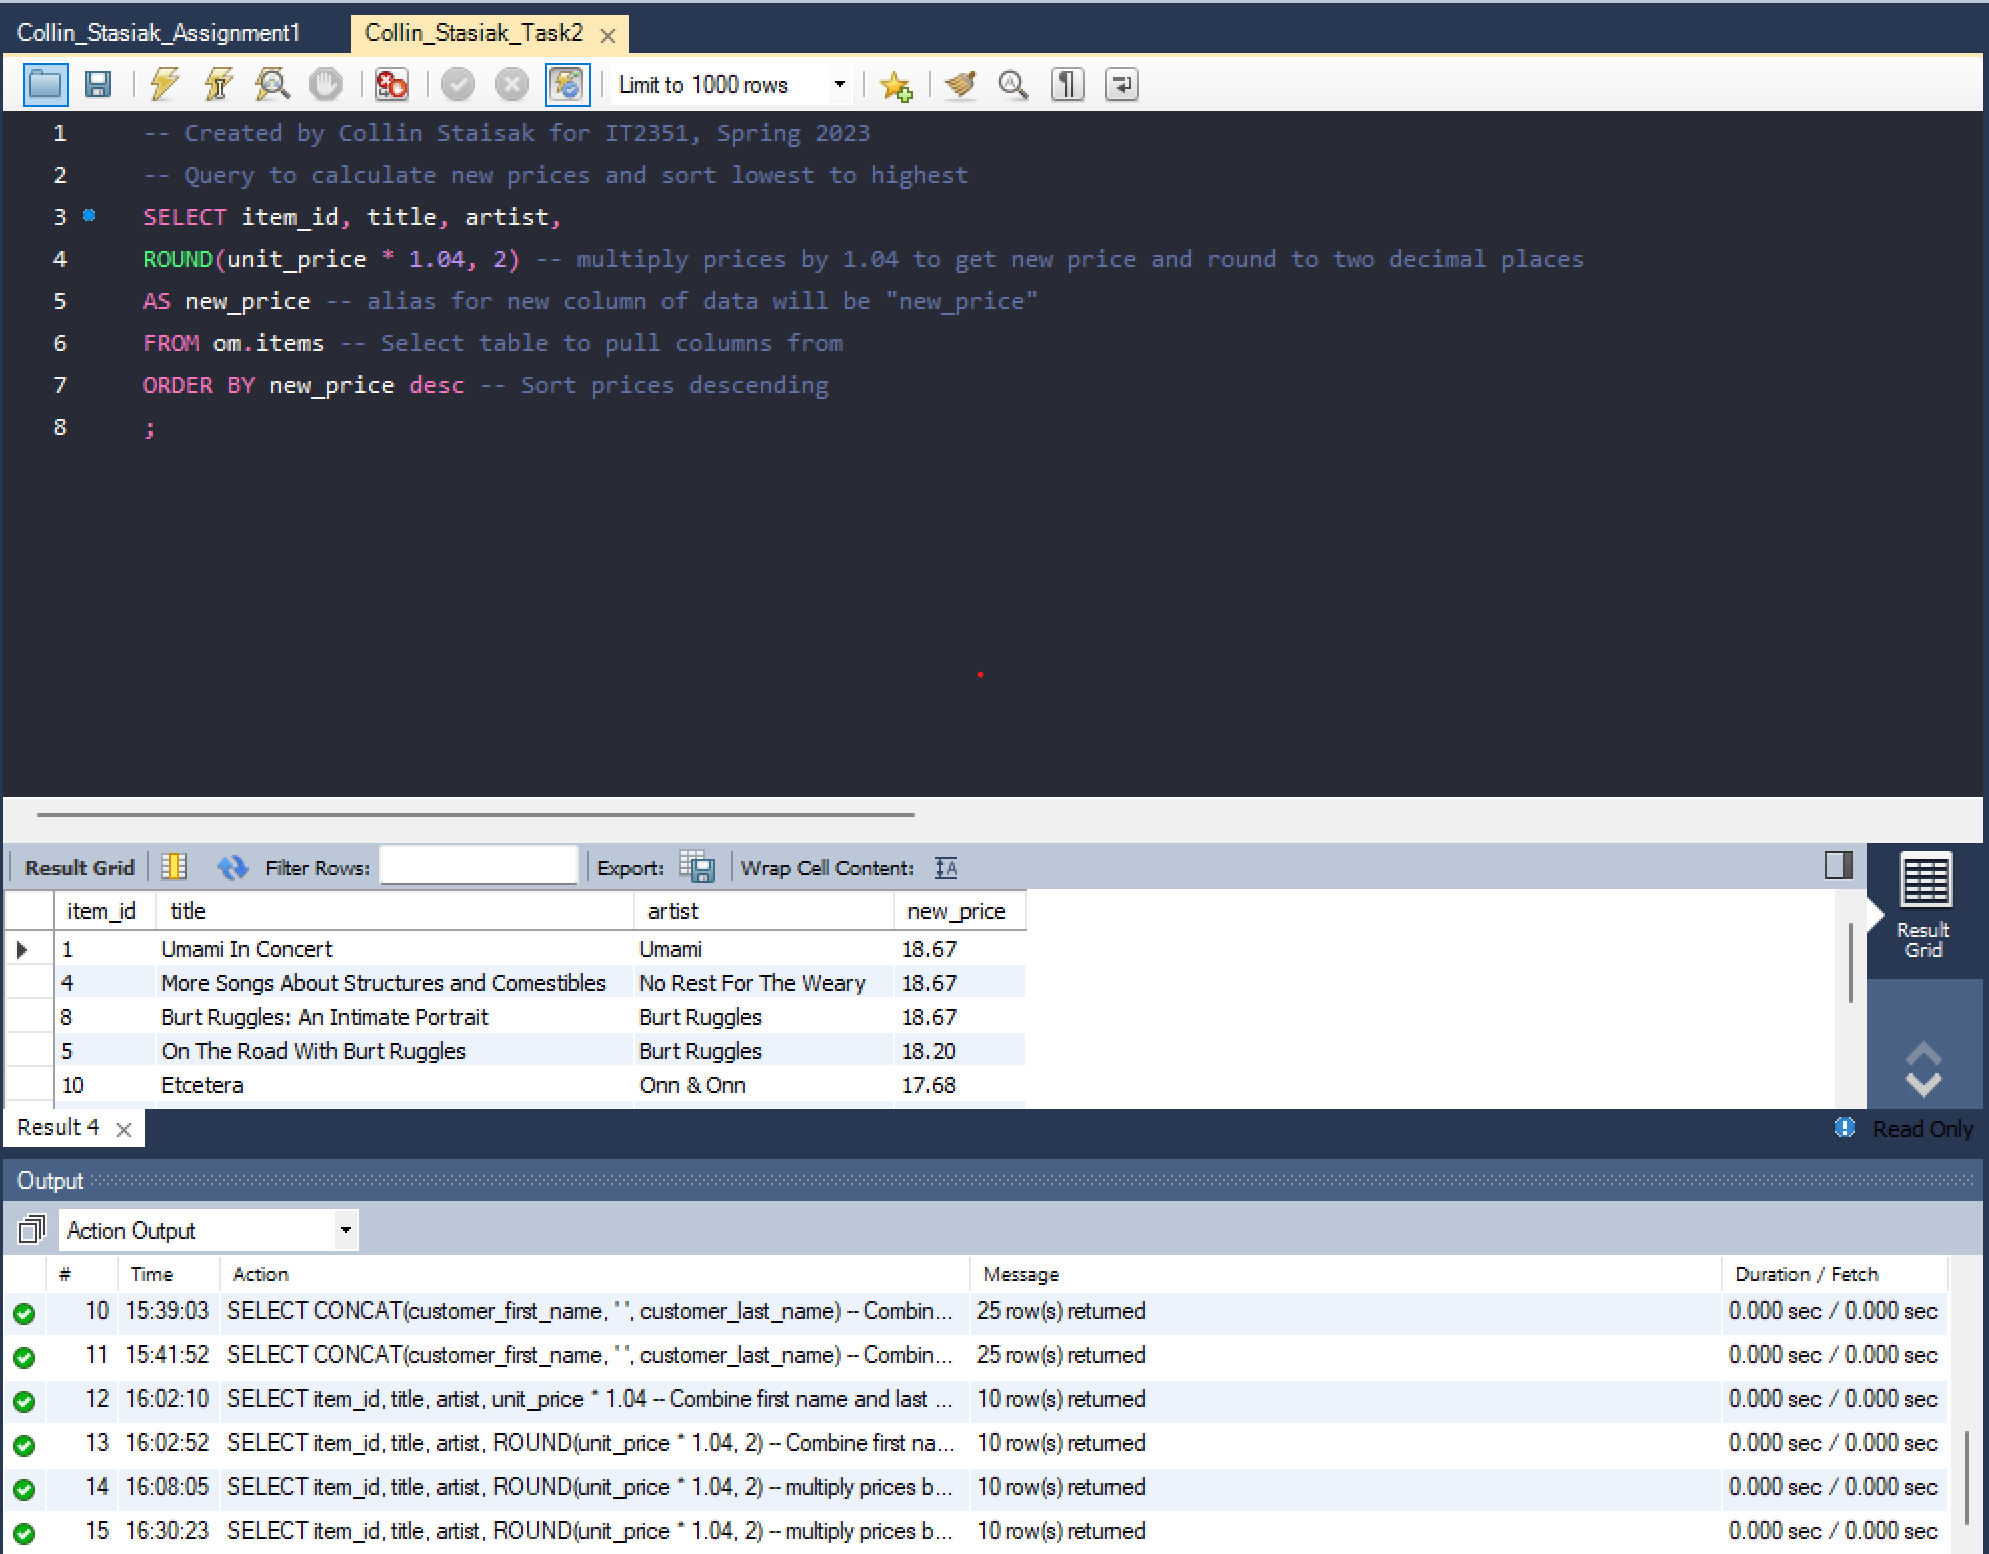 Collin_Stasiak_Assignment1 Collin_Stasiak_Task2
Limit to 1000 rows
1 -- Created by Collin Staisak for IT2351, Spring 2023
2 -- Query to calculate new prices and sort lowest to highest
3 SELECT item_id, title, artist,
4 ROUND(unit_price * 1.04, 2) -- multiply prices by 1.04 to get new price and round to two decimal places
5 AS new_price -- alias for new column of data will be "new_price"
6 FROM om.items -- Select table to pull columns from
7 ORDER BY new_price desc -- Sort prices descending
8 ;
Result Grid Filter Rows: Export: Wrap Cell Content:
item_id title artist new_price
1 Umami In Concert Umami 18.67
4 More Songs About Structures and Comestibles No Rest For The Weary 18.67
8 Burt Ruggles: An Intimate Portrait Burt Ruggles 18.67
5 On The Road With Burt Ruggles Burt Ruggles 18.20
10 Etcetera Onn & Onn 17.68
Result
Grid
Result 4 Read Only
Output
Action Output
# Time Action Message Duration / Fetch
10 15:39:03 SELECT CONCAT(customer_first_name, ' ', customer_last_name) -- Combin... 25 row(s) returned 0.000 sec / 0.000 sec
11 15:41:52 SELECT CONCAT(customer_first_name, ' ', customer_last_name) -- Combin... 25 row(s) returned 0.000 sec / 0.000 sec
12 16:02:10 SELECT item_id, title, artist, unit_price * 1.04 -- Combine first name and last ... 10 row(s) returned 0.000 sec / 0.000 sec
13 16:02:52 SELECT item_id, title, artist, ROUND(unit_price * 1.04, 2) -- Combine first na... 10 row(s) returned 0.000 sec / 0.000 sec
14 16:08:05 SELECT item_id, title, artist, ROUND(unit_price * 1.04, 2) -- multiply prices b... 10 row(s) returned 0.000 sec / 0.000 sec
15 16:30:23 SELECT item_id, title, artist, ROUND(unit_price * 1.04, 2) -- multiply prices b... 10 row(s) returned 0.000 sec / 0.000 sec